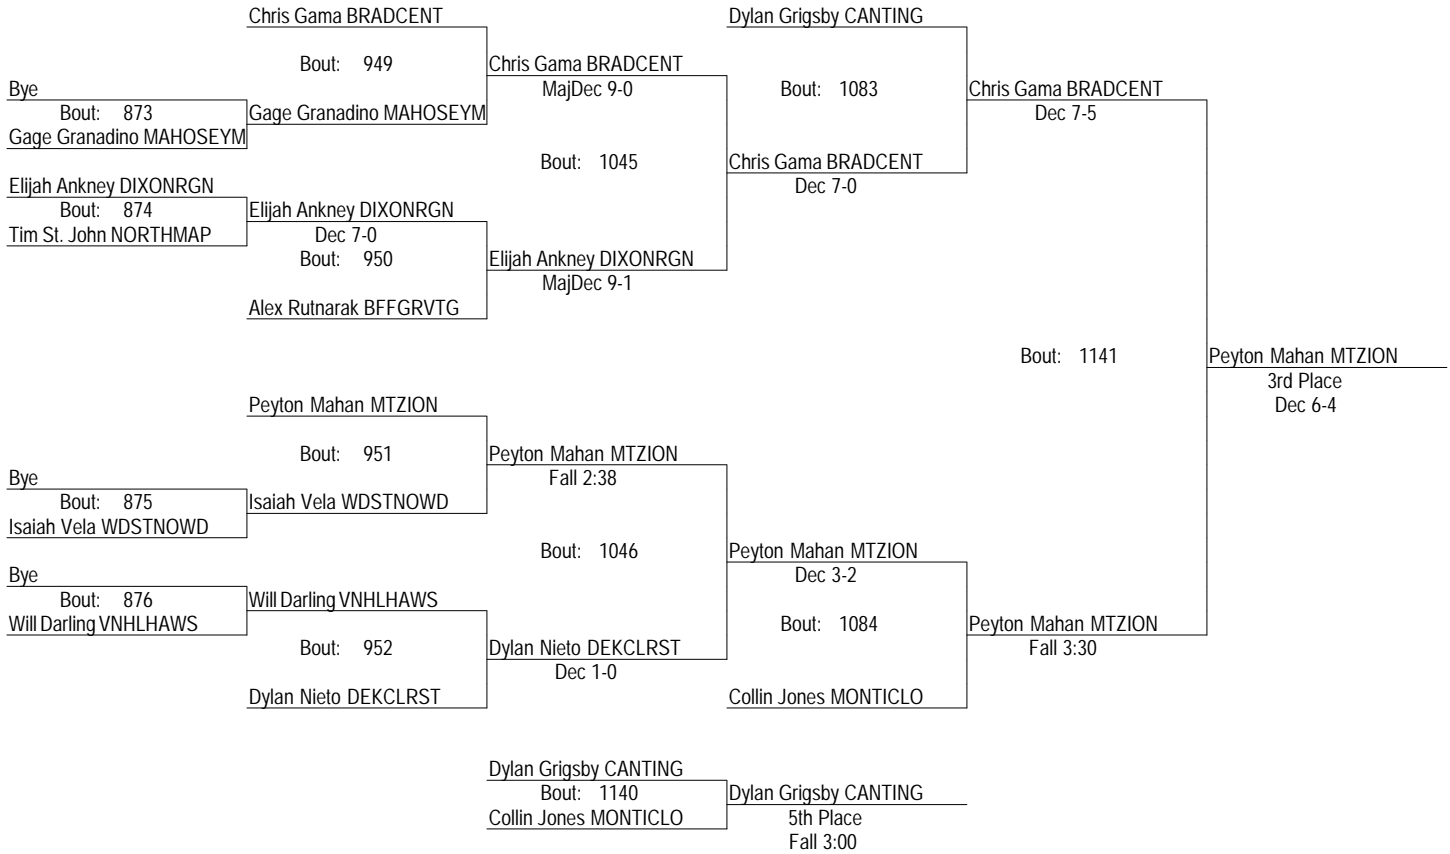 Chris Gama BRADCENT
Dylan Grigsby CANTING
Bout: 949
Chris Gama BRADCENT
MajDec 9-0
Bye
Bout: 873
Gage Granadino MAHOSEYM
Gage Granadino MAHOSEYM
Bout: 1083
Chris Gama BRADCENT
Dec 7-5
Bout: 1045
Chris Gama BRADCENT
Dec 7-0
Elijah Ankney DIXONRGN
Bout: 874
Tim St. John NORTHMAP
Elijah Ankney DIXONRGN
Dec 7-0
Bout: 950
Elijah Ankney DIXONRGN
MajDec 9-1
Alex Rutnarak BFFGRVTG
Bout: 1141
Peyton Mahan MTZION
3rd Place
Dec 6-4
Peyton Mahan MTZION
Bout: 951
Peyton Mahan MTZION
Fall 2:38
Bye
Bout: 875
Isaiah Vela WDSTNOWD
Isaiah Vela WDSTNOWD
Bout: 1046
Peyton Mahan MTZION
Dec 3-2
Bye
Bout: 876
Will Darling VNHLHAWS
Will Darling VNHLHAWS
Bout: 1084
Peyton Mahan MTZION
Fall 3:30
Bout: 952
Dylan Nieto DEKCLRST
Dec 1-0
Dylan Nieto DEKCLRST
Collin Jones MONTICLO
Dylan Grigsby CANTING
Bout: 1140
Collin Jones MONTICLO
Dylan Grigsby CANTING
5th Place
Fall 3:00